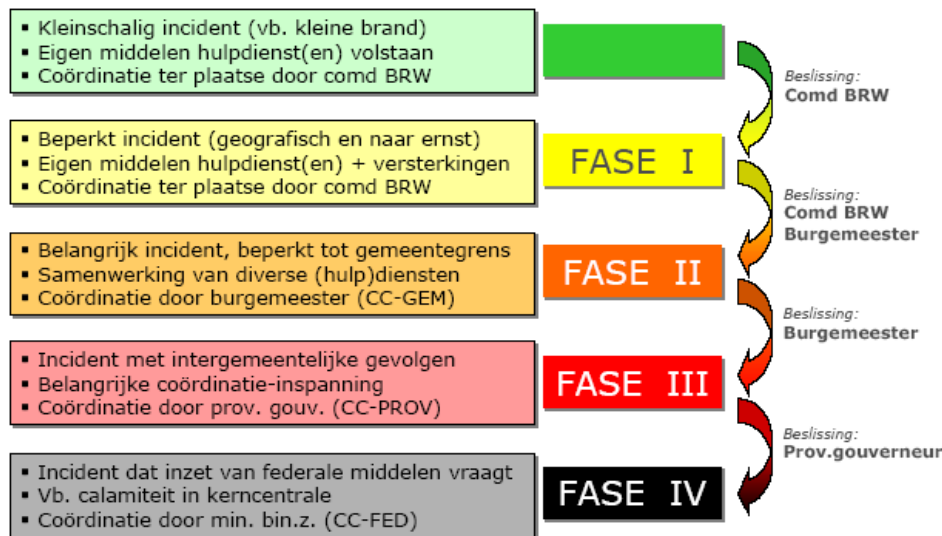 ▪ Kleinschalig incident (vb. kleine brand)
▪ Eigen middelen hulpdienst(en) volstaan
▪ Coördinatie ter plaatse door comd BRW
Beslissing:
Comd BRW
▪ Beperkt incident (geografisch en naar ernst)
▪ Eigen middelen hulpdienst(en) + versterkingen
▪ Coördinatie ter plaatse door comd BRW
FASE I
Beslissing:
Comd BRW
Burgemeester
▪ Belangrijk incident, beperkt tot gemeentegrens
▪ Samenwerking van diverse (hulp)diensten
▪ Coördinatie door burgemeester (CC-GEM)
FASE II
Beslissing:
Burgemeester
▪ Incident met intergemeentelijke gevolgen
▪ Belangrijke coördinatie-inspanning
▪ Coördinatie door prov. gouv. (CC-PROV)
FASE III
Beslissing:
Prov.gouverneur
▪ Incident dat inzet van federale middelen vraagt
▪ Vb. calamiteit in kerncentrale
▪ Coördinatie door min. bin.z. (CC-FED)
FASE IV